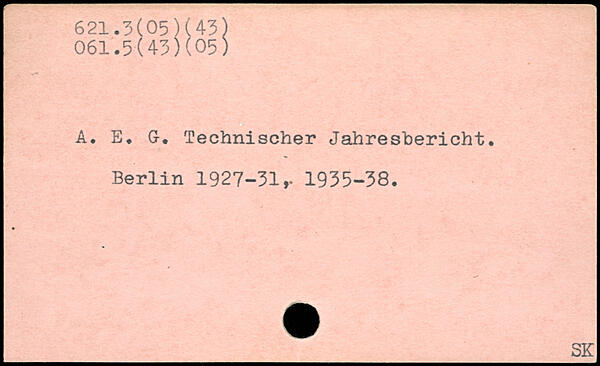 621.3(05)(43)
061.5(43)(05)
A. E. G. Technischer Jahresbericht.
Berlin 1927-31, 1935-38.
SK